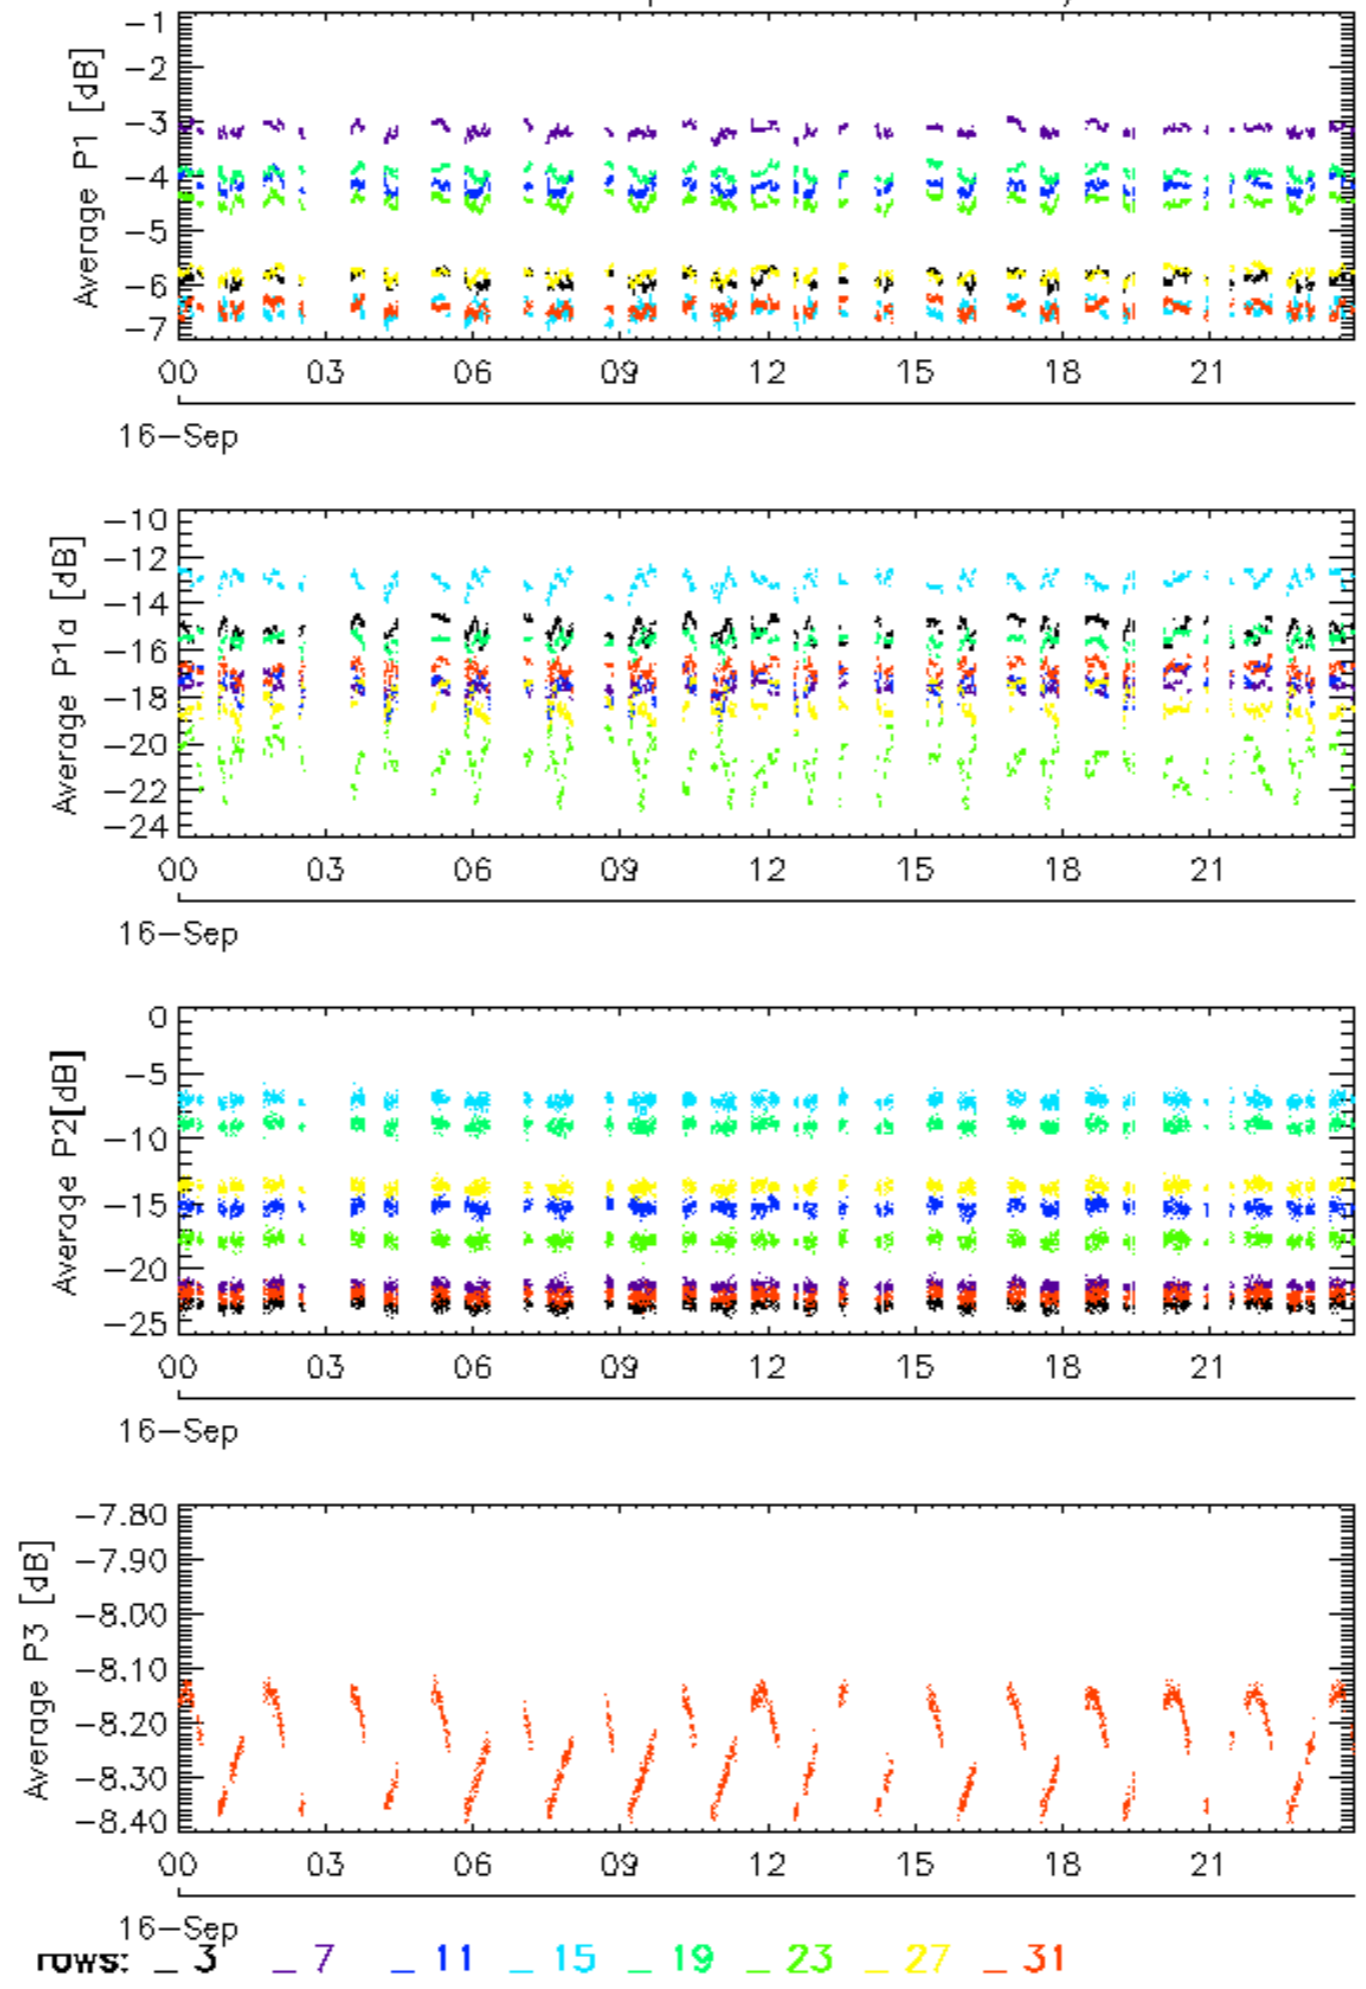 Average P1 [dB]
-1
-2
-3
-4
-5
-6
-7
00 03 06 09 12 15 18 21
16-Sep
Average P1a [dB]
-10
-12
-14
-16
-18
-20
-22
-24
00 03 06 09 12 15 18 21
16-Sep
Average P2[dB]
0
-5
-10
-15
-20
-25
00 03 06 09 12 15 18 21
16-Sep
Average P3 [dB]
-7.80
-7.90
-8.00
-8.10
-8.20
-8.30
-8.40
00 03 06 09 12 15 18 21
16-Sep
rows: _ 3 _ 7 _ 11 _ 15 _ 19 _ 23 _ 27 _ 31